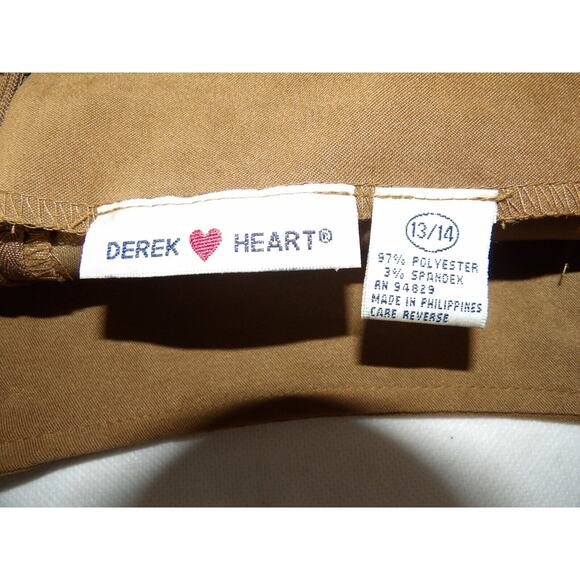 DEREK ❤ HEART®
13/14
97% POLYESTER
3% SPANDEX
RN 94829
MADE IN PHILIPPINES
CARE REVERSE